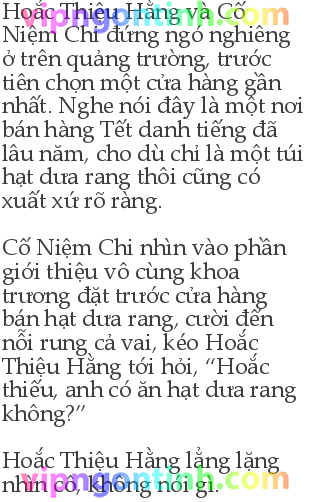 vipngontinh.com
Hoắc Thiệu Hằng và Cố
Niệm Chi đứng ngó nghiêng
ở trên quảng trường, trước
tiên chọn một cửa hàng gần
nhất. Nghe nói đây là một nơi
bán hàng Tết danh tiếng đã
lâu năm, cho dù chỉ là một túi
hạt dưa rang thôi cũng có
xuất xứ rõ ràng.
Cố Niệm Chi nhìn vào phần
giới thiệu vô cùng khoa
trương đặt trước cửa hàng
bán hạt dưa rang, cười đến
nỗi rung cả vai, kéo Hoắc
Thiệu Hằng tới hỏi, “Hoắc
thiếu, anh có ăn hạt dưa rang
không?”
Hoắc Thiệu Hằng lẳng lặng
nhìn cô, không nói gì.
vipngontinh.com